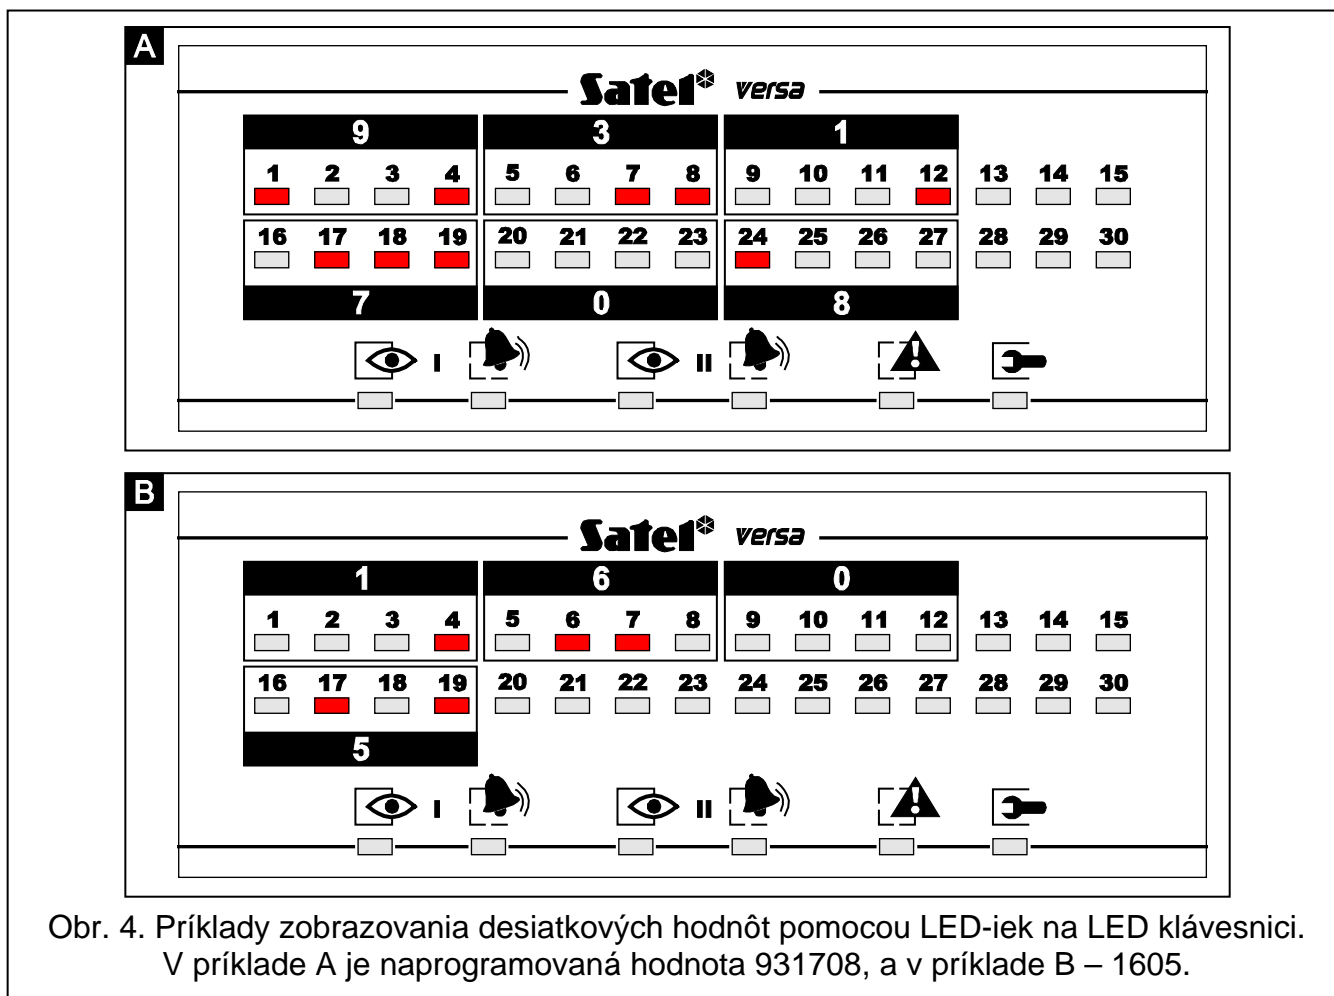 A
Satel versa
9 3 1
1 2 3 4 5 6 7 8 9 10 11 12 13 14 15
16 17 18 19 20 21 22 23 24 25 26 27 28 29 30
7 0 8
I II
B
Satel versa
1 6 0
1 2 3 4 5 6 7 8 9 10 11 12 13 14 15
16 17 18 19 20 21 22 23 24 25 26 27 28 29 30
5
I II
Obr. 4. Príklady zobrazovania desiatkových hodnôt pomocou LED-iek na LED klávesnici.
V príklade A je naprogramovaná hodnota 931708, a v príklade B – 1605.